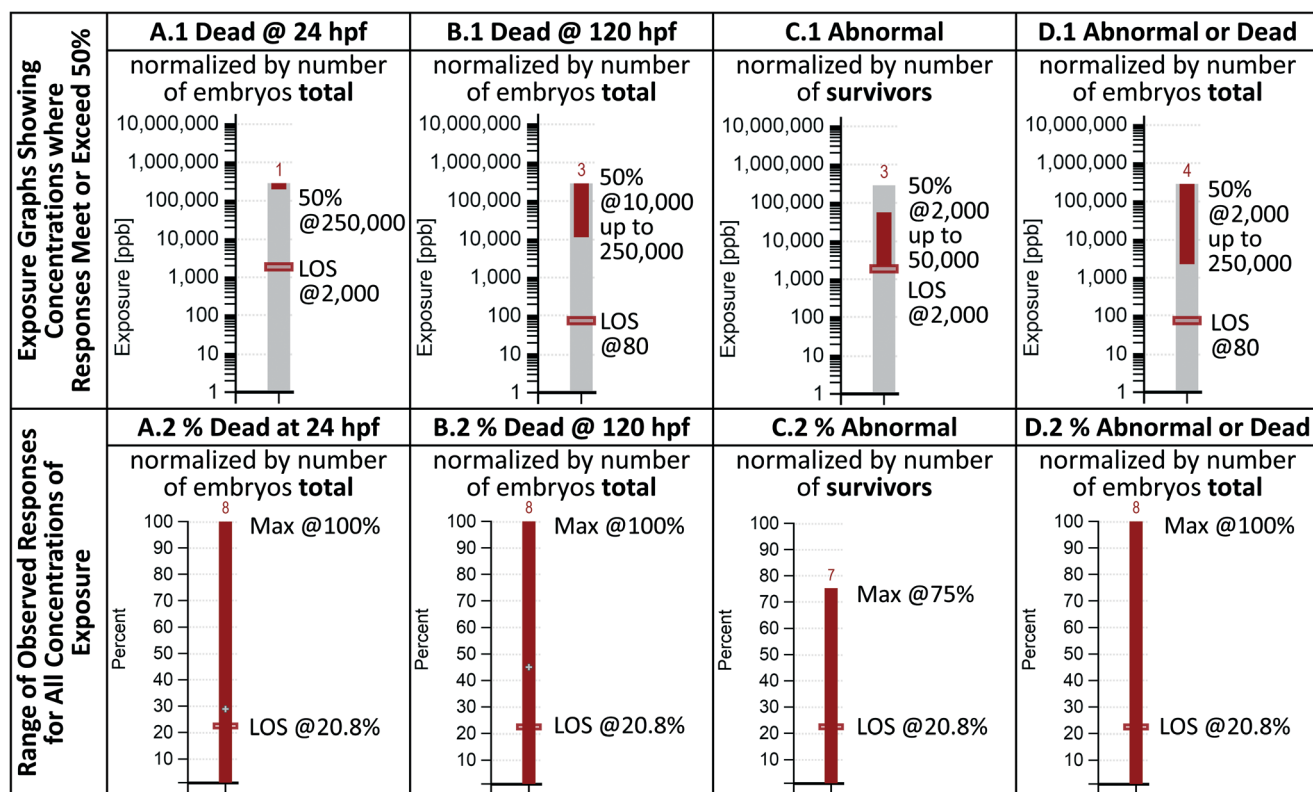 Exposure Graphs Showing
Concentrations where
Responses Meet or Exceed 50%
A.1 Dead @ 24 hpf
normalized by number
of embryos total
Exposure [ppb]
10,000,000
1,000,000
100,000
10,000
1,000
100
10
1
1
50%
@250,000
LOS
@2,000
B.1 Dead @ 120 hpf
normalized by number
of embryos total
Exposure [ppb]
10,000,000
1,000,000
100,000
10,000
1,000
100
10
1
3
50%
@10,000
up to
250,000
LOS
@80
C.1 Abnormal
normalized by number
of survivors
Exposure [ppb]
10,000,000
1,000,000
100,000
10,000
1,000
100
10
1
3
50%
@2,000
up to
50,000
LOS
@2,000
D.1 Abnormal or Dead
normalized by number
of embryos total
Exposure [ppb]
10,000,000
1,000,000
100,000
10,000
1,000
100
10
1
4
50%
@2,000
up to
250,000
LOS
@80
Range of Observed Responses
for All Concentrations of
Exposure
A.2 % Dead at 24 hpf
normalized by number
of embryos total
Percent
100
90
80
70
60
50
40
30
20
10
8
Max @100%
+
LOS @20.8%
B.2 % Dead @ 120 hpf
normalized by number
of embryos total
Percent
100
90
80
70
60
50
40
30
20
10
8
Max @100%
+
LOS @20.8%
C.2 % Abnormal
normalized by number
of survivors
Percent
100
90
80
70
60
50
40
30
20
10
7
Max @75%
LOS @20.8%
D.2 % Abnormal or Dead
normalized by number
of embryos total
Percent
100
90
80
70
60
50
40
30
20
10
8
Max @100%
LOS @20.8%